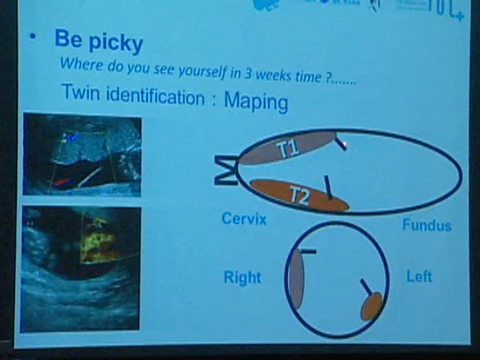 • Be picky
Where do you see yourself in 3 weeks time ?.......
Twin identification : Maping
T1
T2
Cervix
Fundus
Right
Left